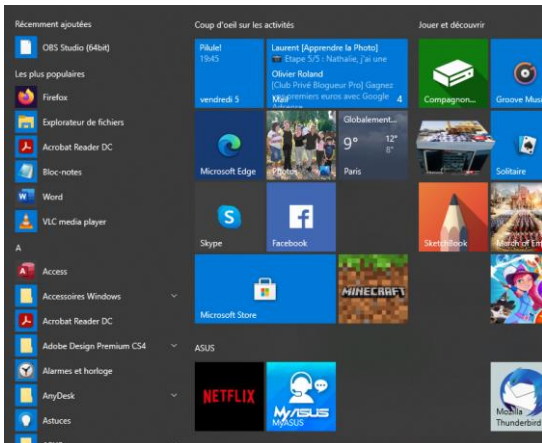 Récemment ajoutées
OBS Studio (64bit)
Les plus populaires
Firefox
Explorateur de fichiers
Acrobat Reader DC
Bloc-notes
Word
VLC media player
A
Access
Accessoires Windows
Acrobat Reader DC
Adobe Design Premium CS4
Alarmes et horloge
AnyDesk
Astuces
Coup d'oeil sur les activités
Pilule!
19:45
vendredi 5
Laurent [Apprendre la Photo]
Etape 5/5 : Nathalie, j'ai une
Olivier Roland
[Club Privé Blogueur Pro] Gagnez
premiers euros avec Google
Mail
4
Microsoft Edge
Photos
Globalement...
9°
12°
8°
Paris
Skype
Facebook
Microsoft Store
MINECRAFT
ASUS
NETFLIX
MyASUS
MyASUS
Jouer et découvrir
Compagnon...
Groove Musi
Solitaire
SketchBook
March of Em
Mozilla
Thunderbird